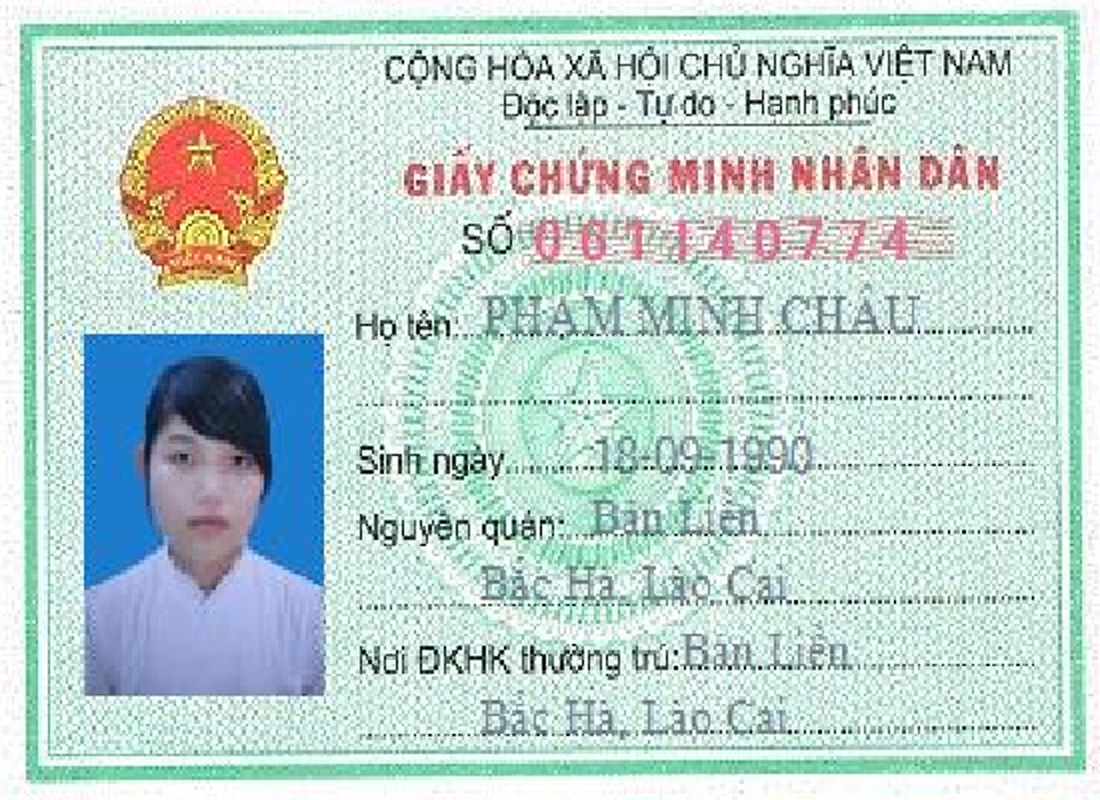 CỘNG HÒA XÃ HỘI CHỦ NGHĨA VIỆT NAM
Độc lập - Tự do - Hạnh phúc
GIẤY CHỨNG MINH NHÂN DÂN
SỐ 061140774
Họ tên: PHẠM MINH CHÂU
Sinh ngày 18-09-1990
Nguyên quán: Bản Liền
Bắc Hà, Lào Cai
Nơi ĐKHK thường trú: Bản Liền
Bắc Hà, Lào Cai